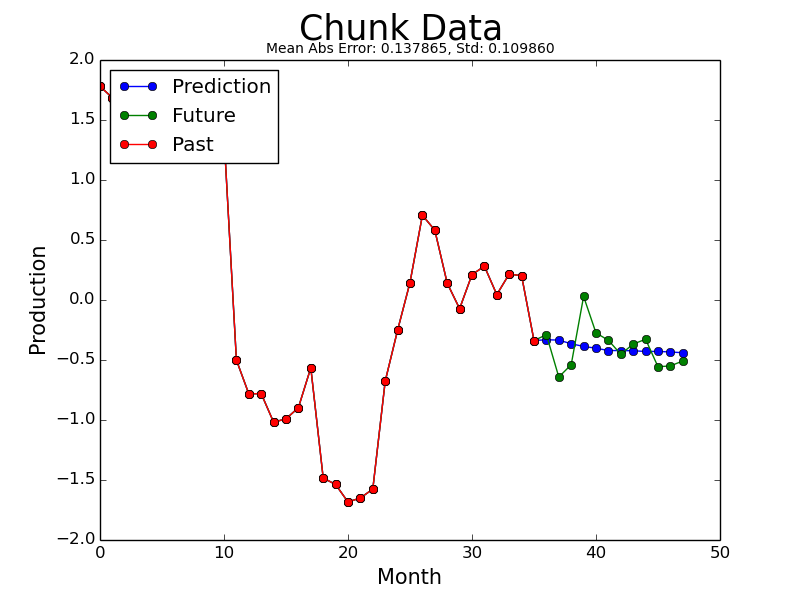 Chunk Data
Mean Abs Error: 0.137865, Std: 0.109860
2.0
1.5
1.0
0.5
0.0
−0.5
−1.0
−1.5
−2.0
Production
Prediction
Future
Past
0 10 20 30 40 50
Month